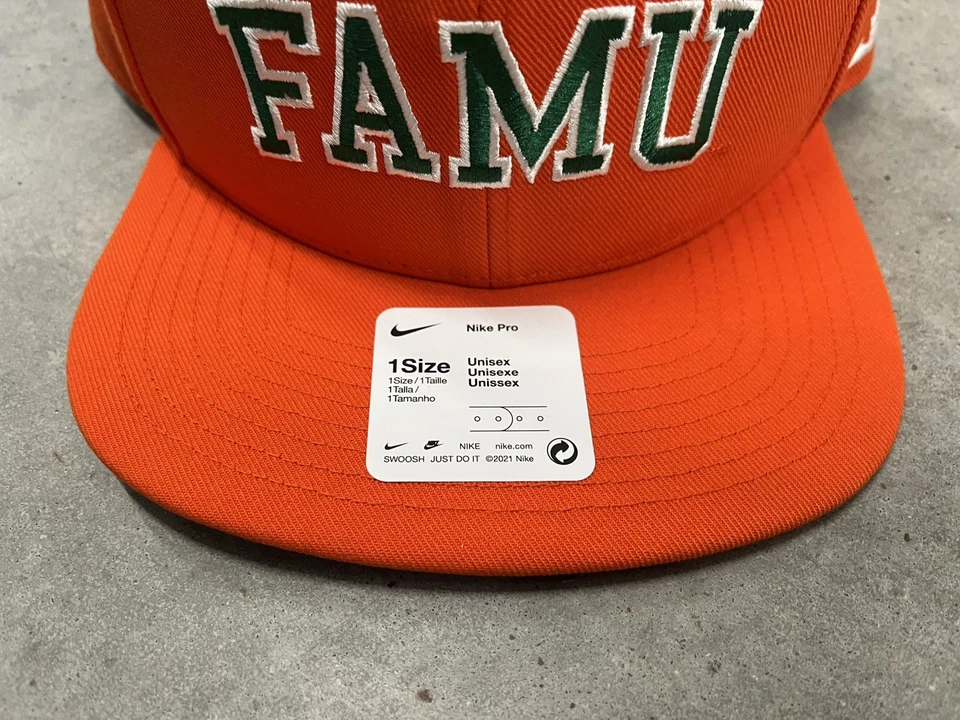 FAMU
Nike Pro
1Size
1Size / 1Taille
1Talla /
1Tamanho
Unisex
Unisexe
Unissex
NIKE nike.com
SWOOSH JUST DO IT ©2021 Nike